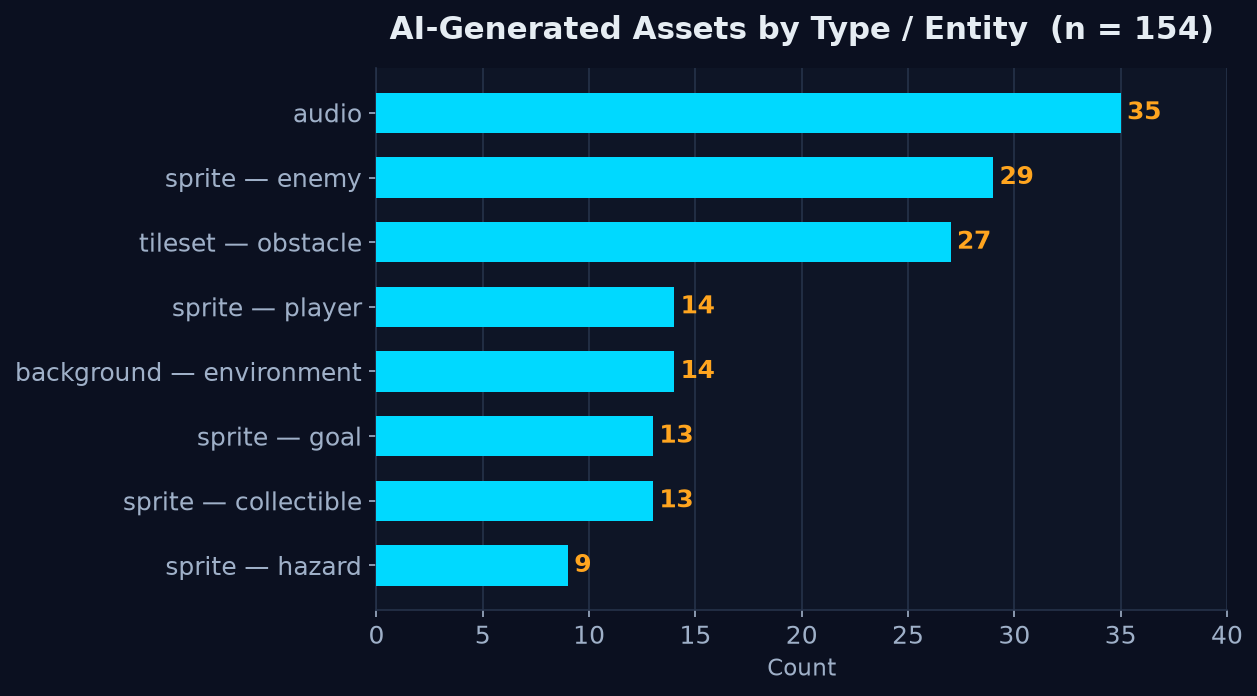 AI-Generated Assets by Type / Entity (n = 154)
audio 35
sprite — enemy 29
tileset — obstacle 27
sprite — player 14
background — environment 14
sprite — goal 13
sprite — collectible 13
sprite — hazard 9
0 5 10 15 20 25 30 35 40
Count